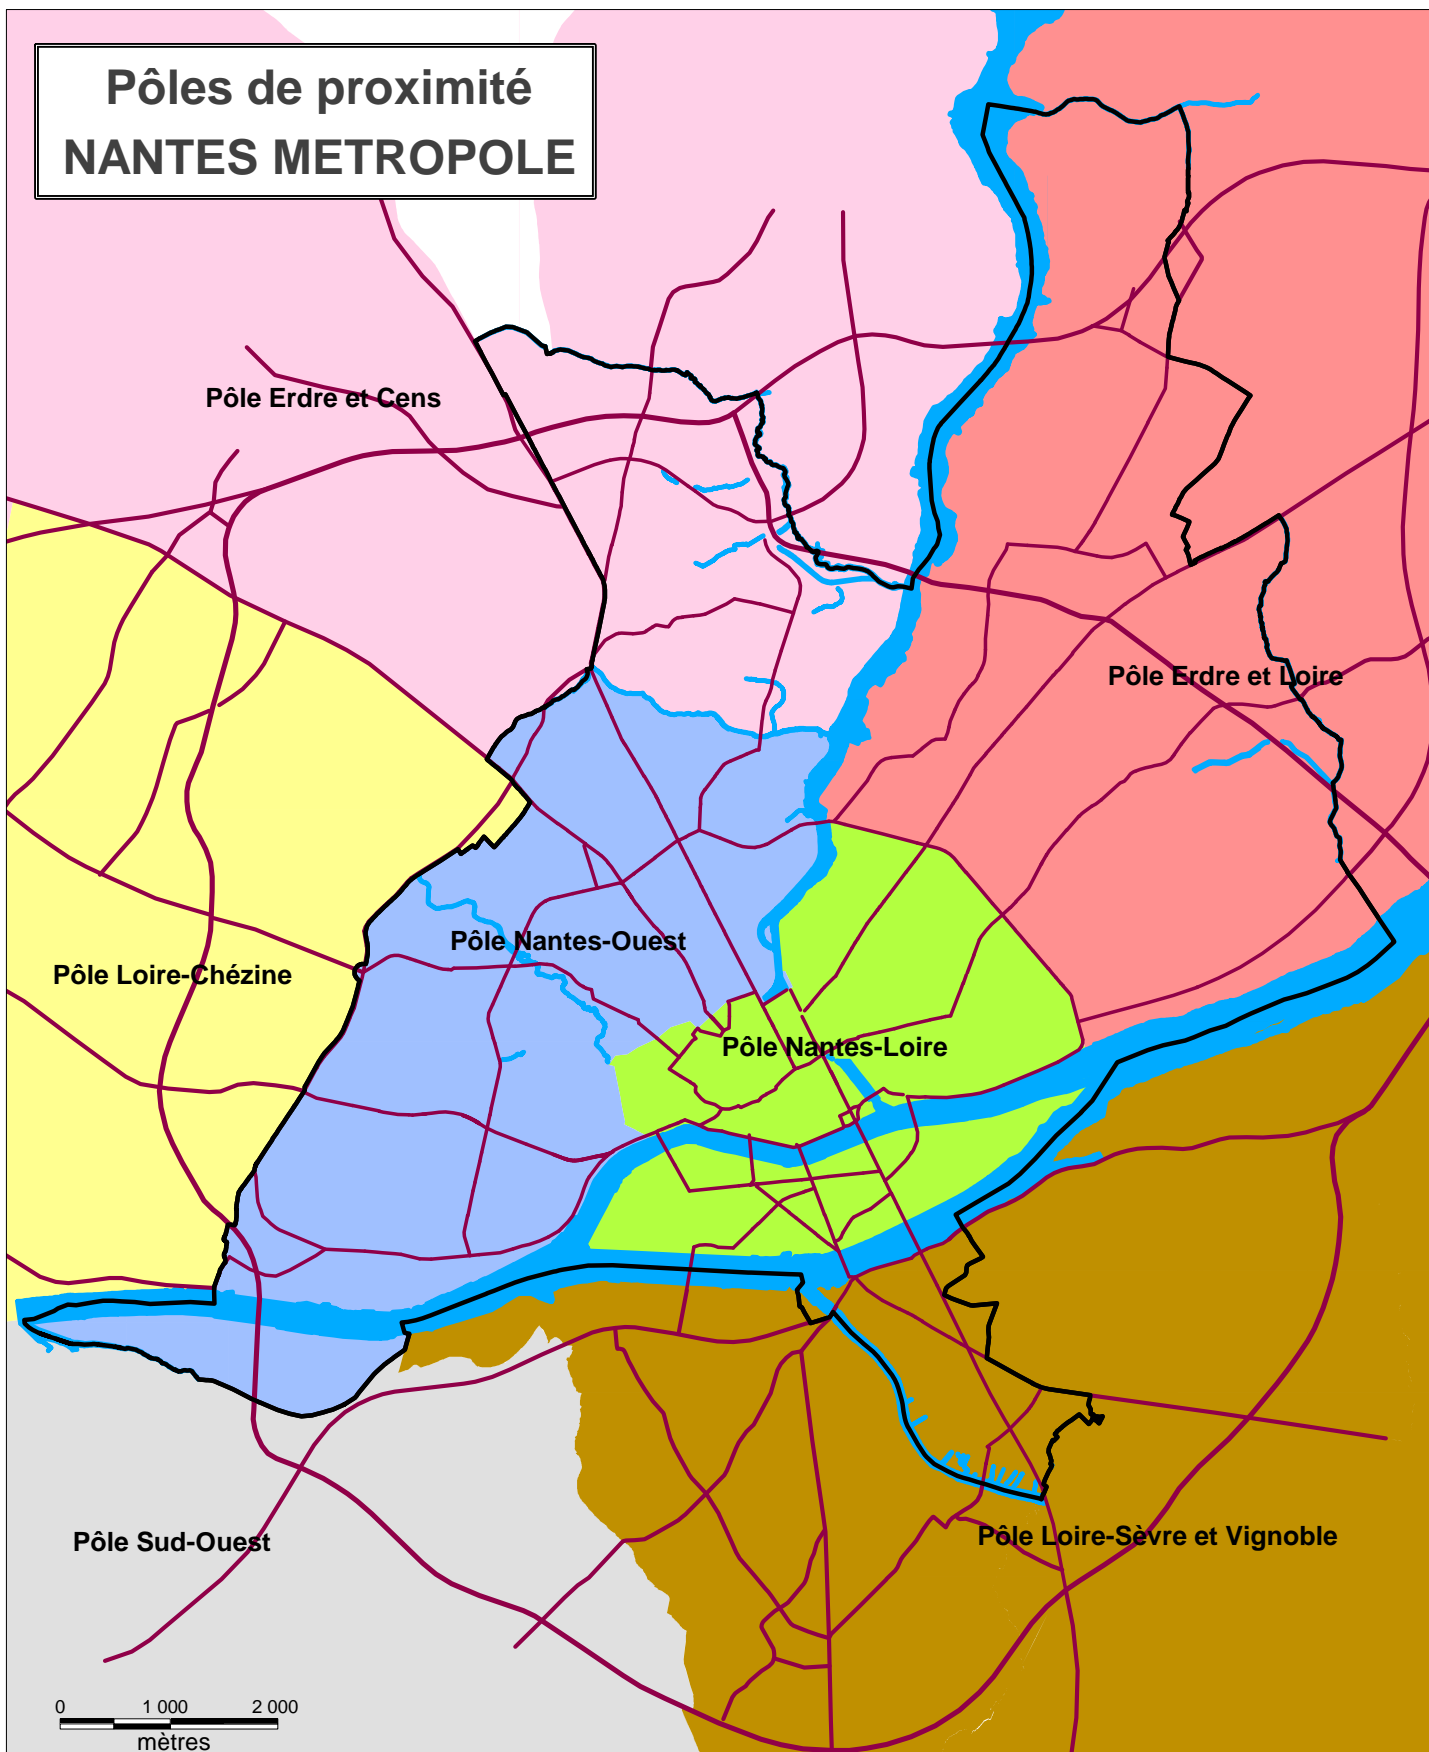 Pôles de proximité
NANTES METROPOLE
Pôle Erdre et Cens
Pôle Erdre et Loire
Pôle Nantes-Ouest
Pôle Loire-Chézine
Pôle Nantes-Loire
Pôle Sud-Ouest
Pôle Loire-Sèvre et Vignoble
0 1 000 2 000
mètres